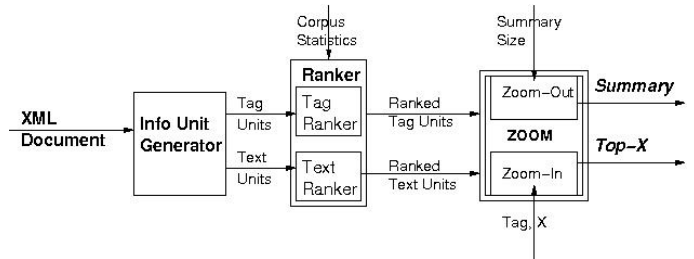 Corpus
Statistics
Summary
Size
XML
Document
Info Unit
Generator
Tag
Units
Text
Units
Ranker
Tag
Ranker
Text
Ranker
Ranked
Tag Units
Ranked
Text Units
Zoom-Out
ZOOM
Zoom-In
Summary
Top-X
Tag, X